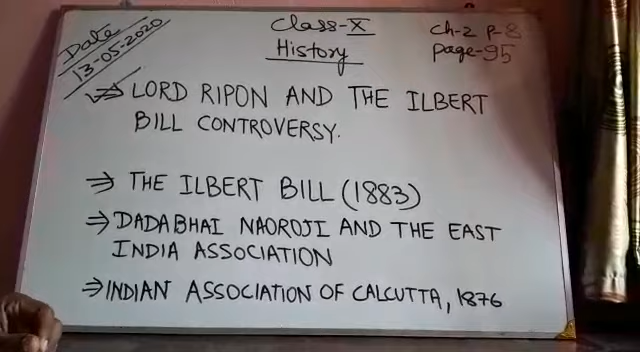 Date
13-05-2020
Class-X
History
Ch-2 P-8
page-95
⇒ LORD RIPON AND THE ILBERT
BILL CONTROVERSY.
⇒ THE ILBERT BILL (1883)
⇒ DADABHAI NAOROJI AND THE EAST
INDIA ASSOCIATION
⇒ INDIAN ASSOCIATION OF CALCUTTA, 1876